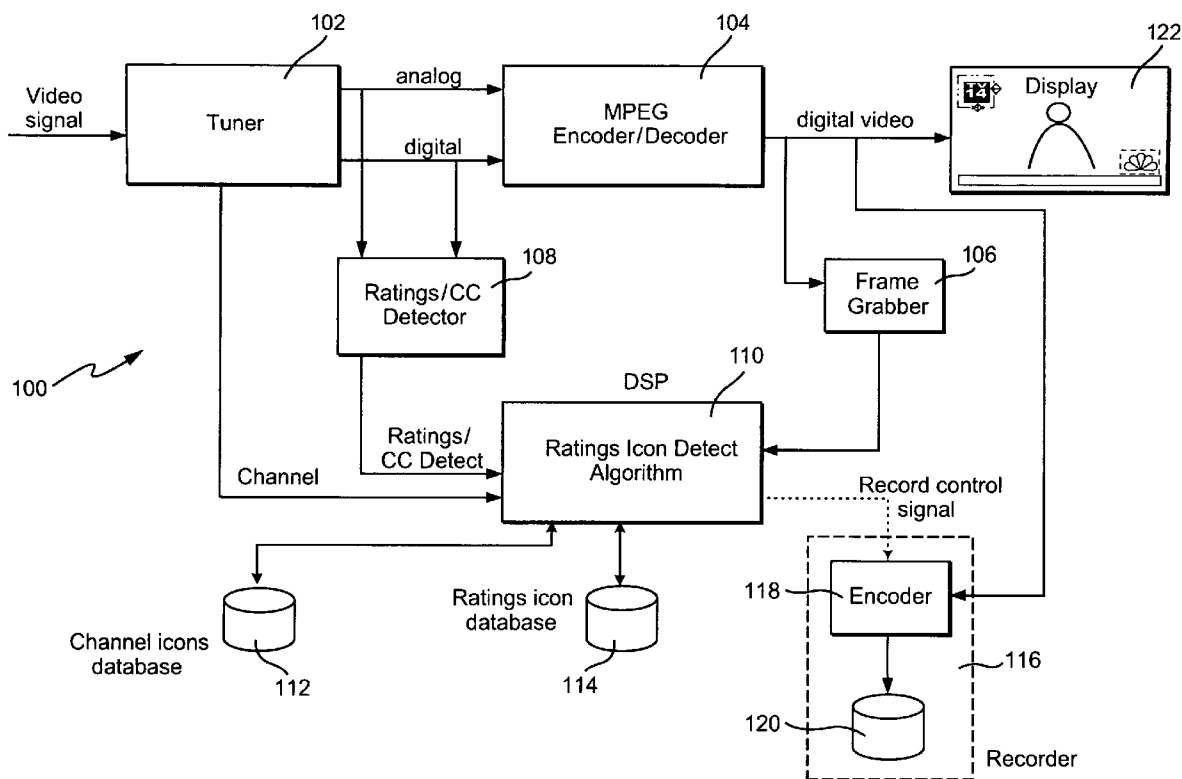 102
104
122
Video
signal
Tuner
analog
digital
MPEG
Encoder/Decoder
digital video
14
Display
108
Ratings/CC
Detector
106
Frame
Grabber
100
DSP
110
Ratings/
CC Detect
Channel
Ratings Icon Detect
Algorithm
Record control
signal
Channel icons
database
112
Ratings icon
database
114
118
Encoder
116
120
Recorder